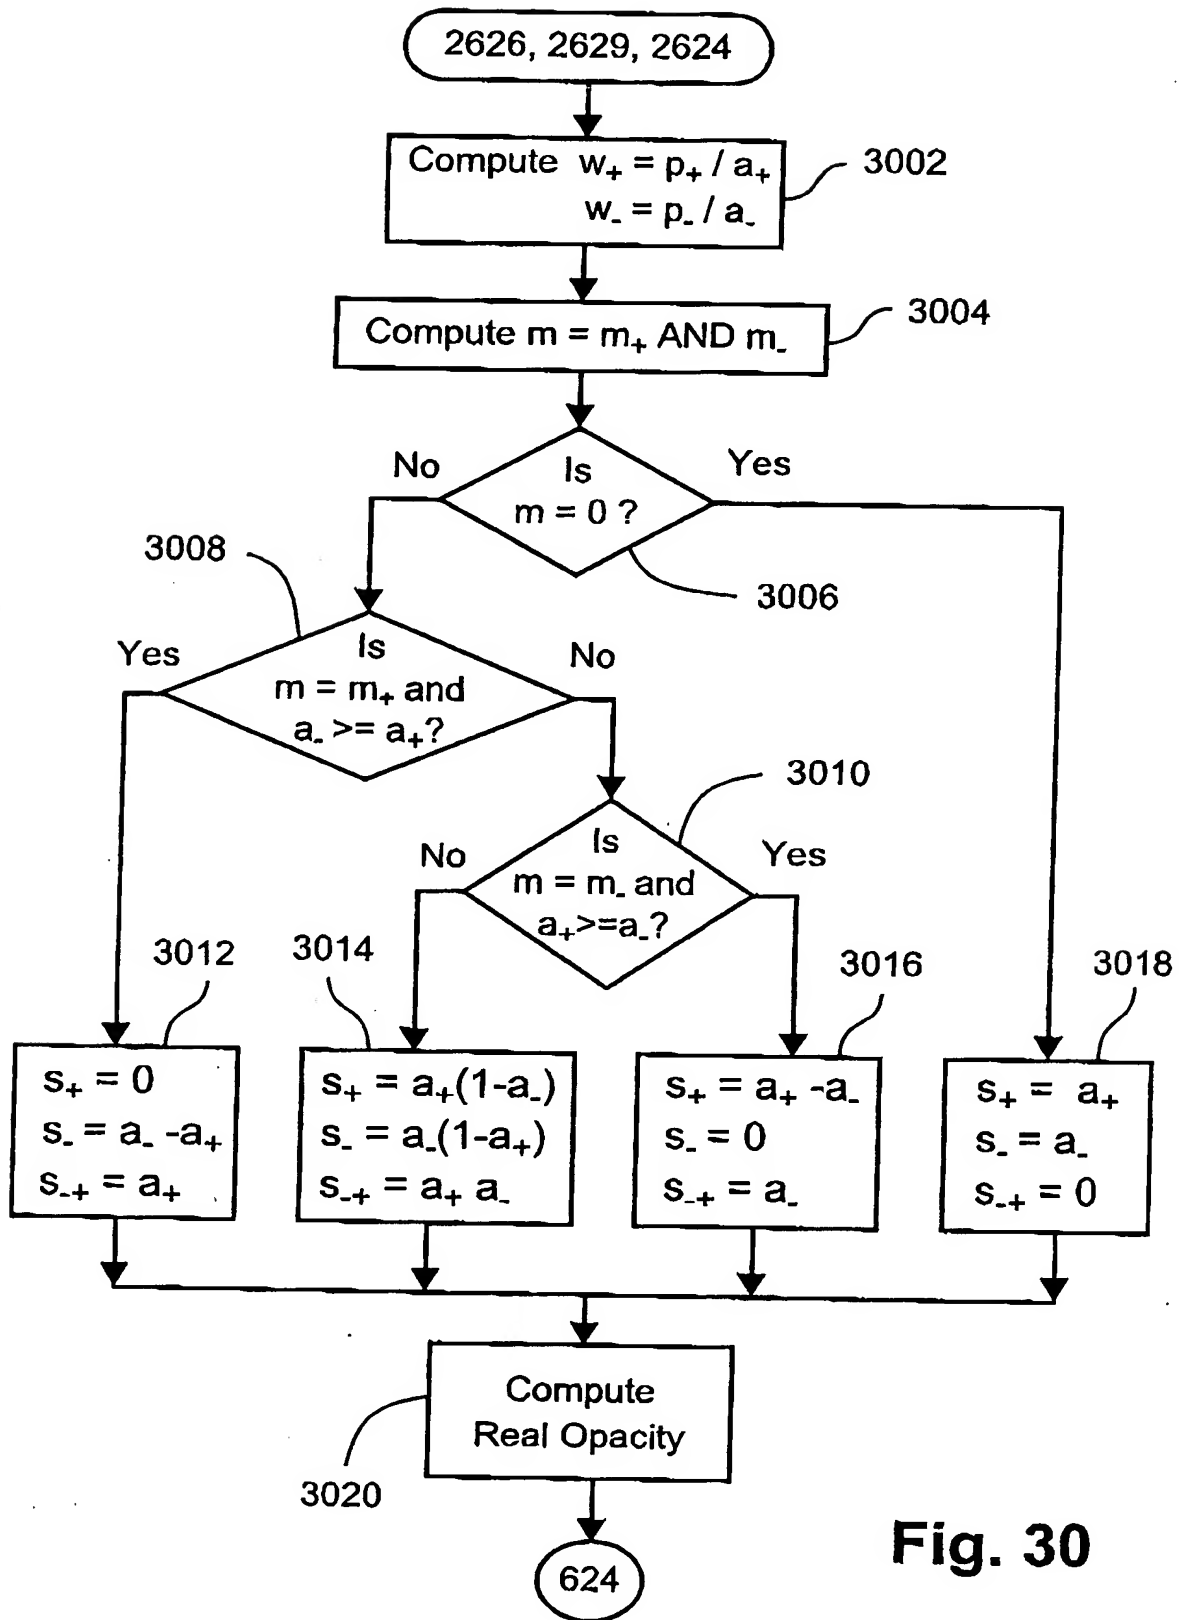 2626, 2629, 2624
Compute w+ = p+ / a+
w- = p- / a-
3002
Compute m = m+ AND m-
3004
No
Is
m = 0 ?
Yes
3006
3008
Yes
Is
m = m+ and
a- >= a+?
No
3010
No
Is
m = m- and
a+>=a-?
Yes
3012
s+ = 0
s- = a- -a+
s-+ = a+
3014
s+ = a+(1-a-)
s- = a-(1-a+)
s-+ = a+ a-
3016
s+ = a+ -a-
s- = 0
s-+ = a-
3018
s+ = a+
s- = a-
s-+ = 0
Compute
Real Opacity
3020
624
Fig. 30